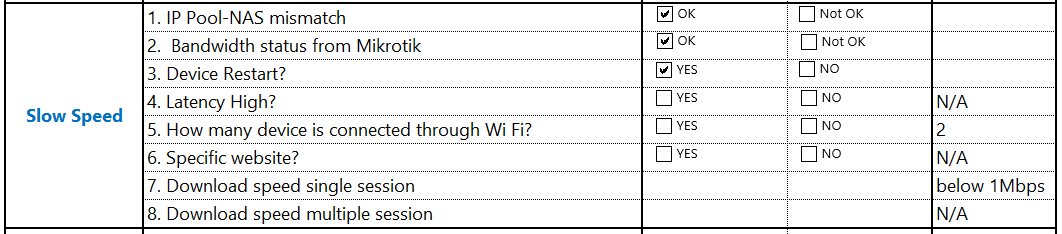 Slow Speed
1. IP Pool-NAS mismatch OK Not OK
2. Bandwidth status from Mikrotik OK Not OK
3. Device Restart? YES NO
4. Latency High? YES NO N/A
5. How many device is connected through Wi Fi? YES NO 2
6. Specific website? YES NO N/A
7. Download speed single session below 1Mbps
8. Download speed multiple session N/A